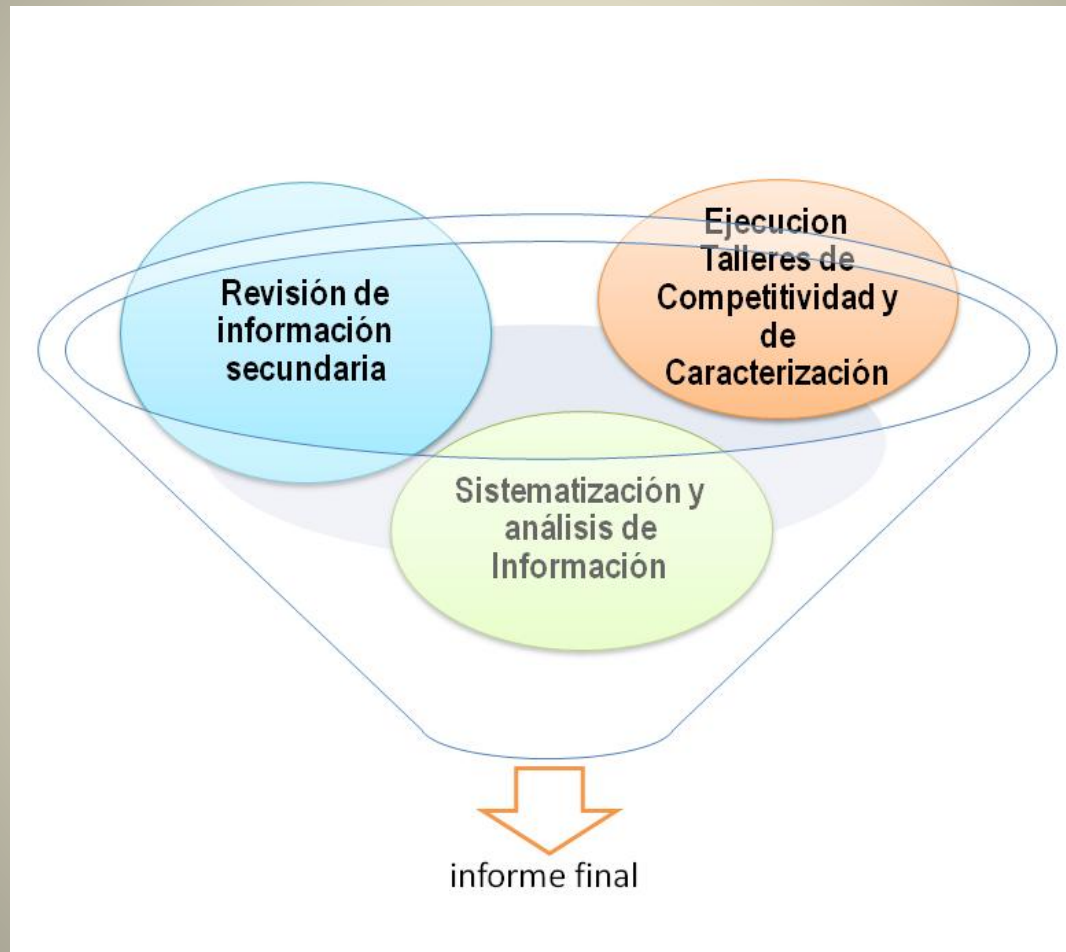 Revisión de
información
secundaria
Ejecucion
Talleres de
Competitividad y
de
Caracterización
Sistematización y
análisis de
Información
informe final